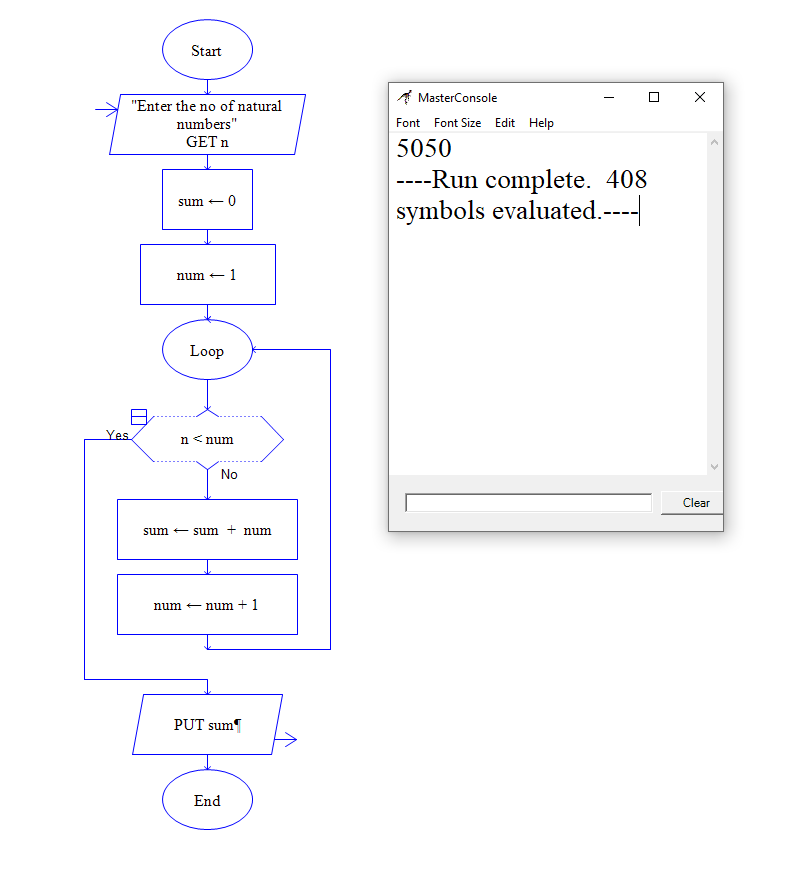 Start
"Enter the no of natural
numbers"
GET n
sum ← 0
num ← 1
Loop
Yes
n < num
No
sum ← sum + num
num ← num + 1
PUT sum¶
End
MasterConsole
Font Font Size Edit Help
5050
----Run complete. 408
symbols evaluated.----
Clear